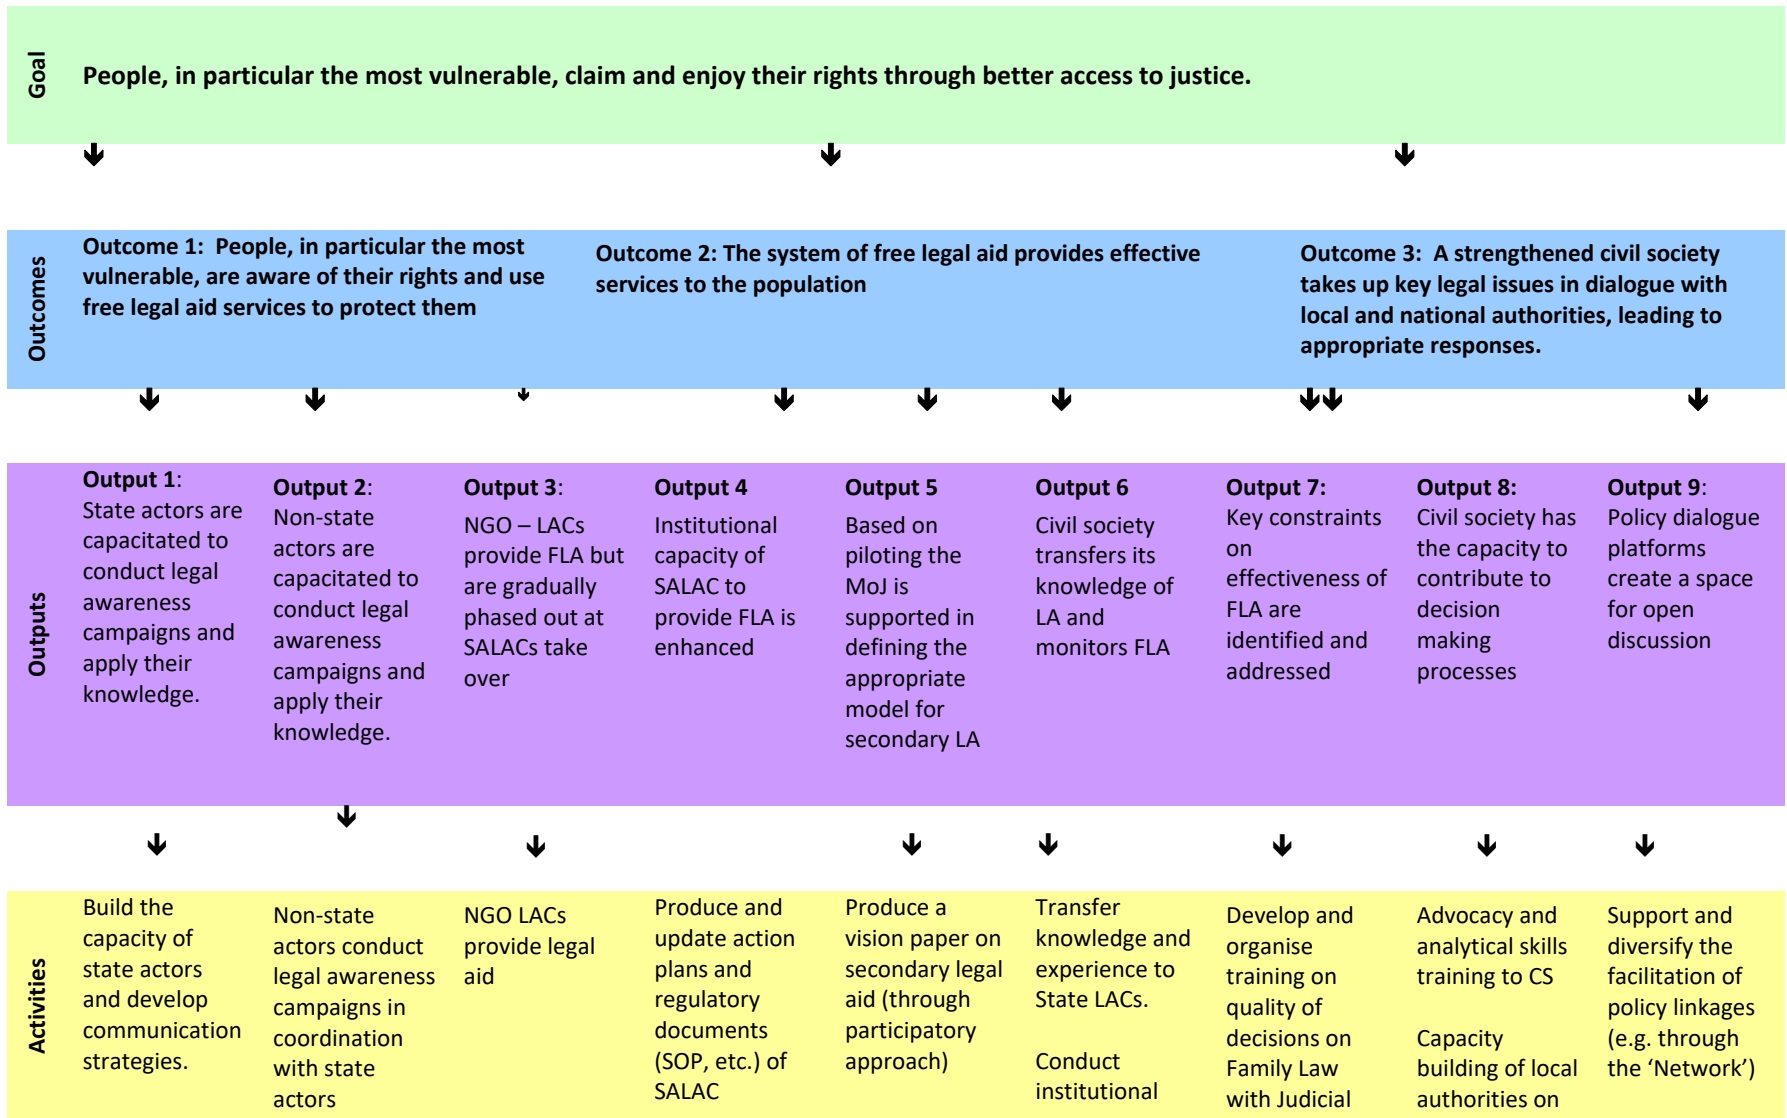 Goal
People, in particular the most vulnerable, claim and enjoy their rights through better access to justice.
Outcomes
Outcome 1:  People, in particular the most
vulnerable, are aware of their rights and use
free legal aid services to protect them
Outcome 2: The system of free legal aid provides effective
services to the population
Outcome 3:  A strengthened civil society
takes up key legal issues in dialogue with
local and national authorities, leading to
appropriate responses.
Outputs
Output 1:
State actors are
capacitated to
conduct legal
awareness
campaigns and
apply their
knowledge.
Output 2:
Non-state
actors are
capacitated to
conduct legal
awareness
campaigns and
apply their
knowledge.
Output 3:
NGO – LACs
provide FLA but
are gradually
phased out at
SALACs take
over
Output 4
Institutional
capacity of
SALAC to
provide FLA is
enhanced
Output 5
Based on
piloting the
MoJ is
supported in
defining the
appropriate
model for
secondary LA
Output 6
Civil society
transfers its
knowledge of
LA and
monitors FLA
Output 7:
Key constraints
on
effectiveness of
FLA are
identified and
addressed
Output 8:
Civil society has
the capacity to
contribute to
decision
making
processes
Output 9:
Policy dialogue
platforms
create a space
for open
discussion
Activities
Build the
capacity of
state actors
and develop
communication
strategies.
Non-state
actors conduct
legal awareness
campaigns in
coordination
with state
actors
NGO LACs
provide legal
aid
Produce and
update action
plans and
regulatory
documents
(SOP, etc.) of
SALAC
Produce a
vision paper on
secondary legal
aid (through
participatory
approach)
Transfer
knowledge and
experience to
State LACs.
Conduct
institutional
Develop and
organise
training on
quality of
decisions on
Family Law
with Judicial
Advocacy and
analytical skills
training to CS
Capacity
building of local
authorities on
Support and
diversify the
facilitation of
policy linkages
(e.g. through
the ‘Network’)